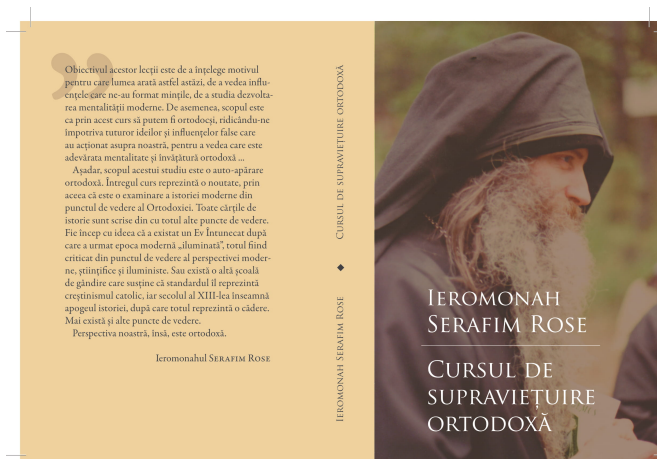 ”
Obiectivul acestor lecții este de a înțelege motivul
pentru care lumea arată astfel astăzi, de a vedea influ-
ențele care ne-au format mințile, de a studia dezvolta-
rea mentalității moderne. De asemenea, scopul este
ca prin acest curs să putem fi ortodocși, ridicându-ne
împotriva tuturor ideilor și influențelor false care
au acționat asupra noastră, pentru a vedea care este
adevărata mentalitate și învățătură ortodoxă ...
Așadar, scopul acestui studiu este o auto-apărare
ortodoxă. Întregul curs reprezintă o noutate, prin
aceea că este o examinare a istoriei moderne din
punctul de vedere al Ortodoxiei. Toate cărțile de
istorie sunt scrise din cu totul alte puncte de vedere.
Fie încep cu ideea că a existat un Ev Întunecat după
care a urmat epoca modernă „iluminată”, totul fiind
criticat din punctul de vedere al perspectivei moder-
ne, științifice și iluministe. Sau există o altă școală
de gândire care susține că standardul îl reprezintă
creștinismul catolic, iar secolul al XIII-lea înseamnă
apogeul istoriei, după care totul reprezintă o cădere.
Mai există și alte puncte de vedere.
Perspectiva noastră, însă, este ortodoxă.
Ieromonahul Serafim Rose
Ieromonah Serafim Rose ◆ Cursul de supraviețuire ortodoxă
Ieromonah
Serafim Rose
Cursul de
supraviețuire
ortodoxă